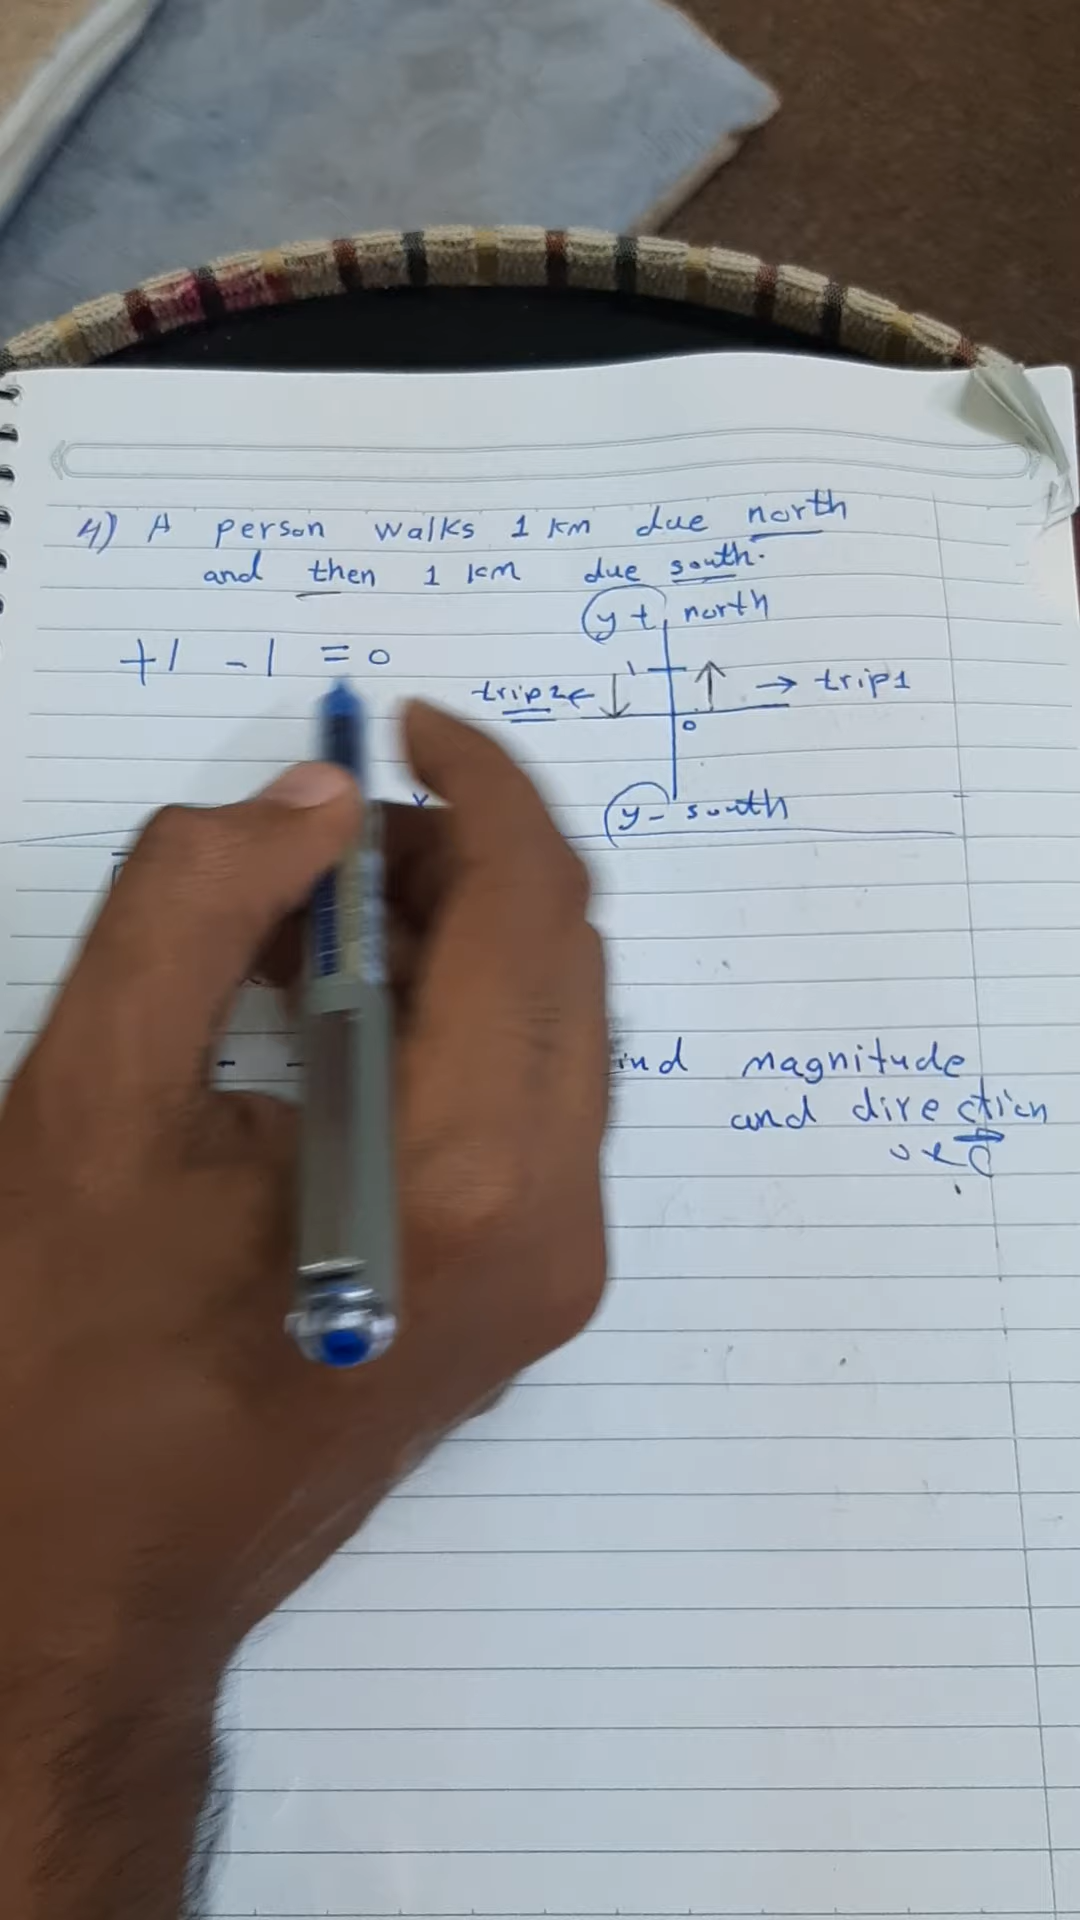 4) A person walks 1 km due north
and then 1 km due south.
y+ north
+1 -1 = 0
1
trip2 ← ↓ ↑ → trip1
0
y- south
ind magnitude
and direction